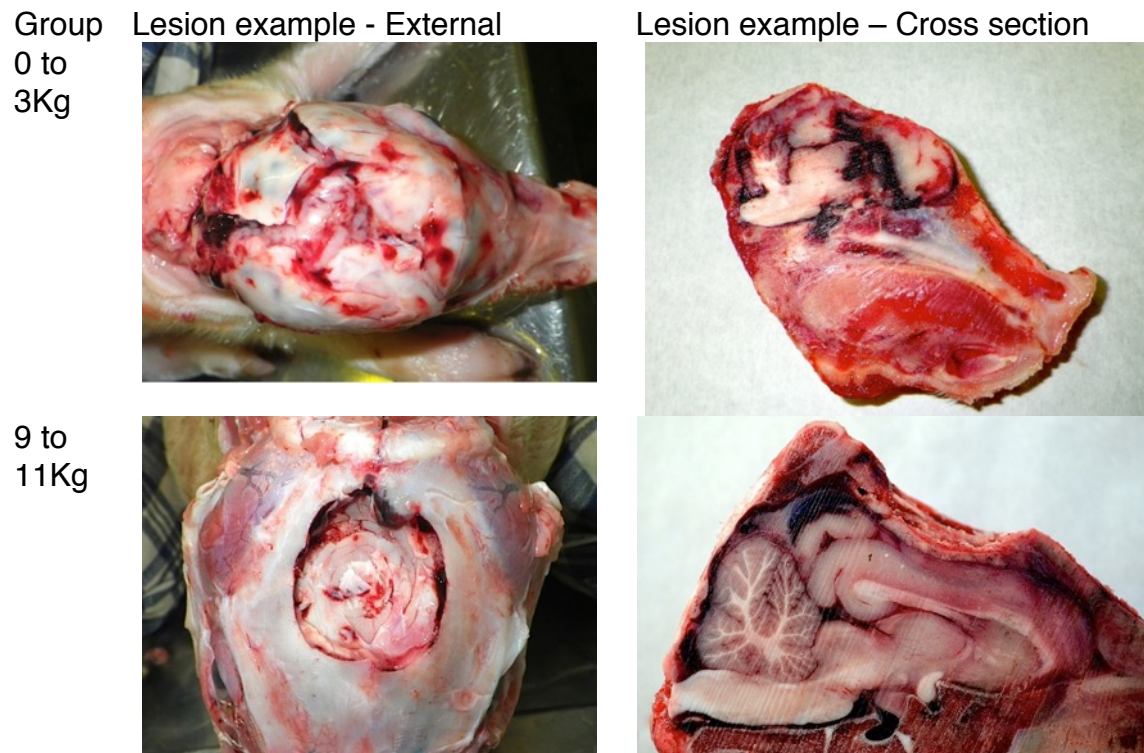 Group Lesion example - External Lesion example – Cross section
0 to
3Kg
9 to
11Kg